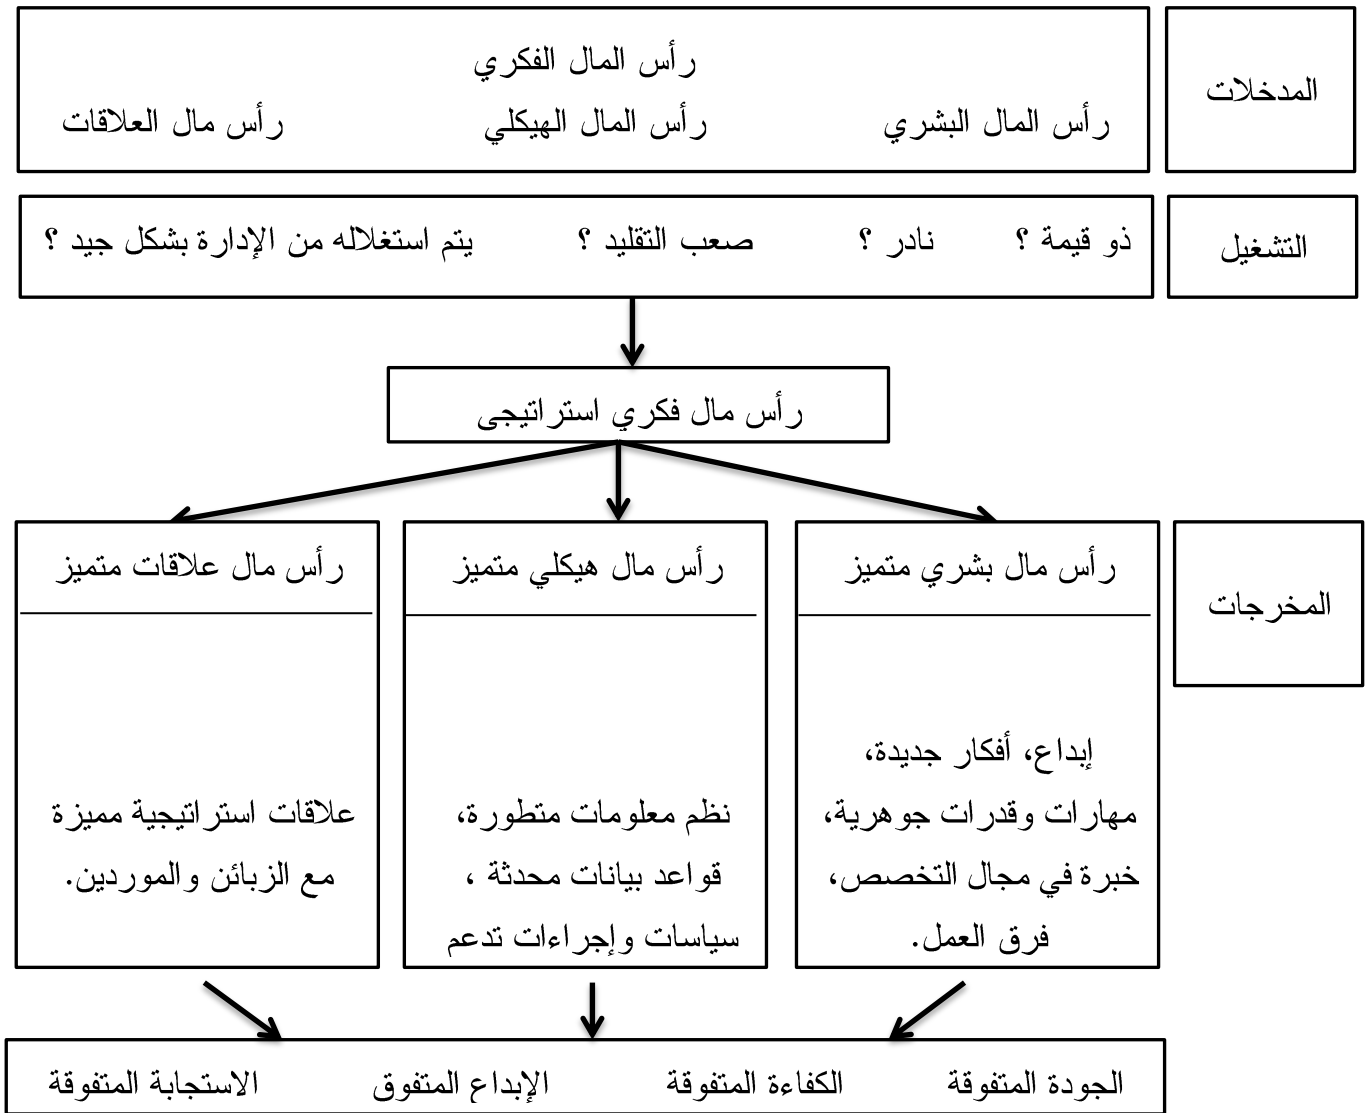 المدخلات
رأس المال الفكري
رأس المال البشري رأس المال الهيكلي رأس مال العلاقات
التشغيل
ذو قيمة ؟ نادر ؟ صعب التقليد ؟ يتم استغلاله من الإدارة بشكل جيد ؟
رأس مال فكري استراتيجى
المخرجات
رأس مال بشري متميز
إبداع، أفكار جديدة،
مهارات وقدرات جوهرية،
خبرة في مجال التخصص،
فرق العمل.
رأس مال هيكلي متميز
نظم معلومات متطورة،
قواعد بيانات محدثة ،
سياسات وإجراءات تدعم
رأس مال علاقات متميز
علاقات استراتيجية مميزة
مع الزبائن والموردين.
الجودة المتفوقة الكفاءة المتفوقة الإبداع المتفوق الاستجابة المتفوقة